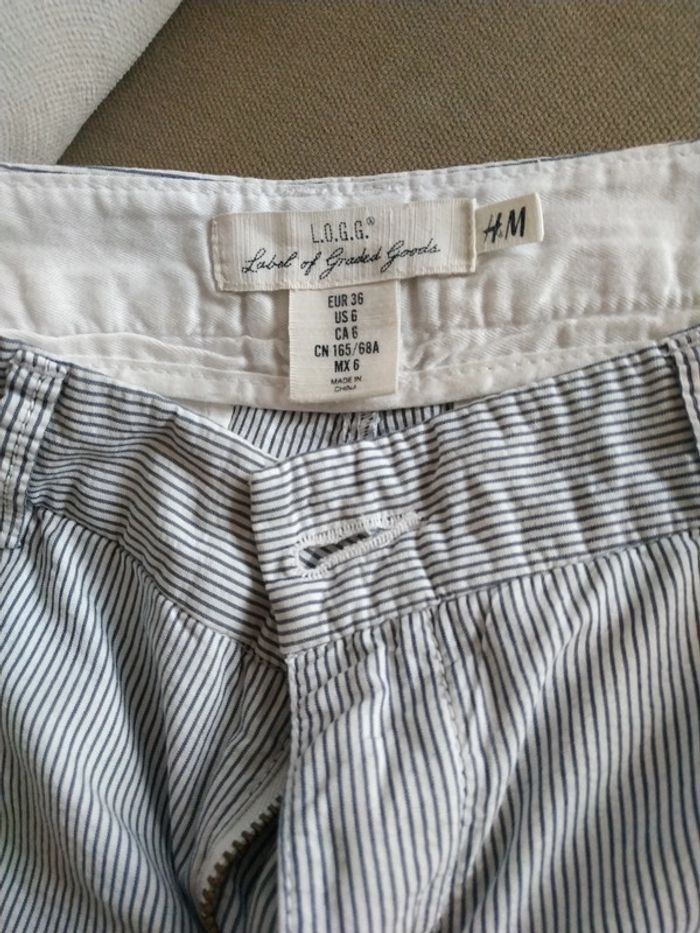 L.O.G.G.®
Label of Graded Goods
H&M
EUR 36
US 6
CA 6
CN 165/68A
MX 6
MADE IN
CHINA